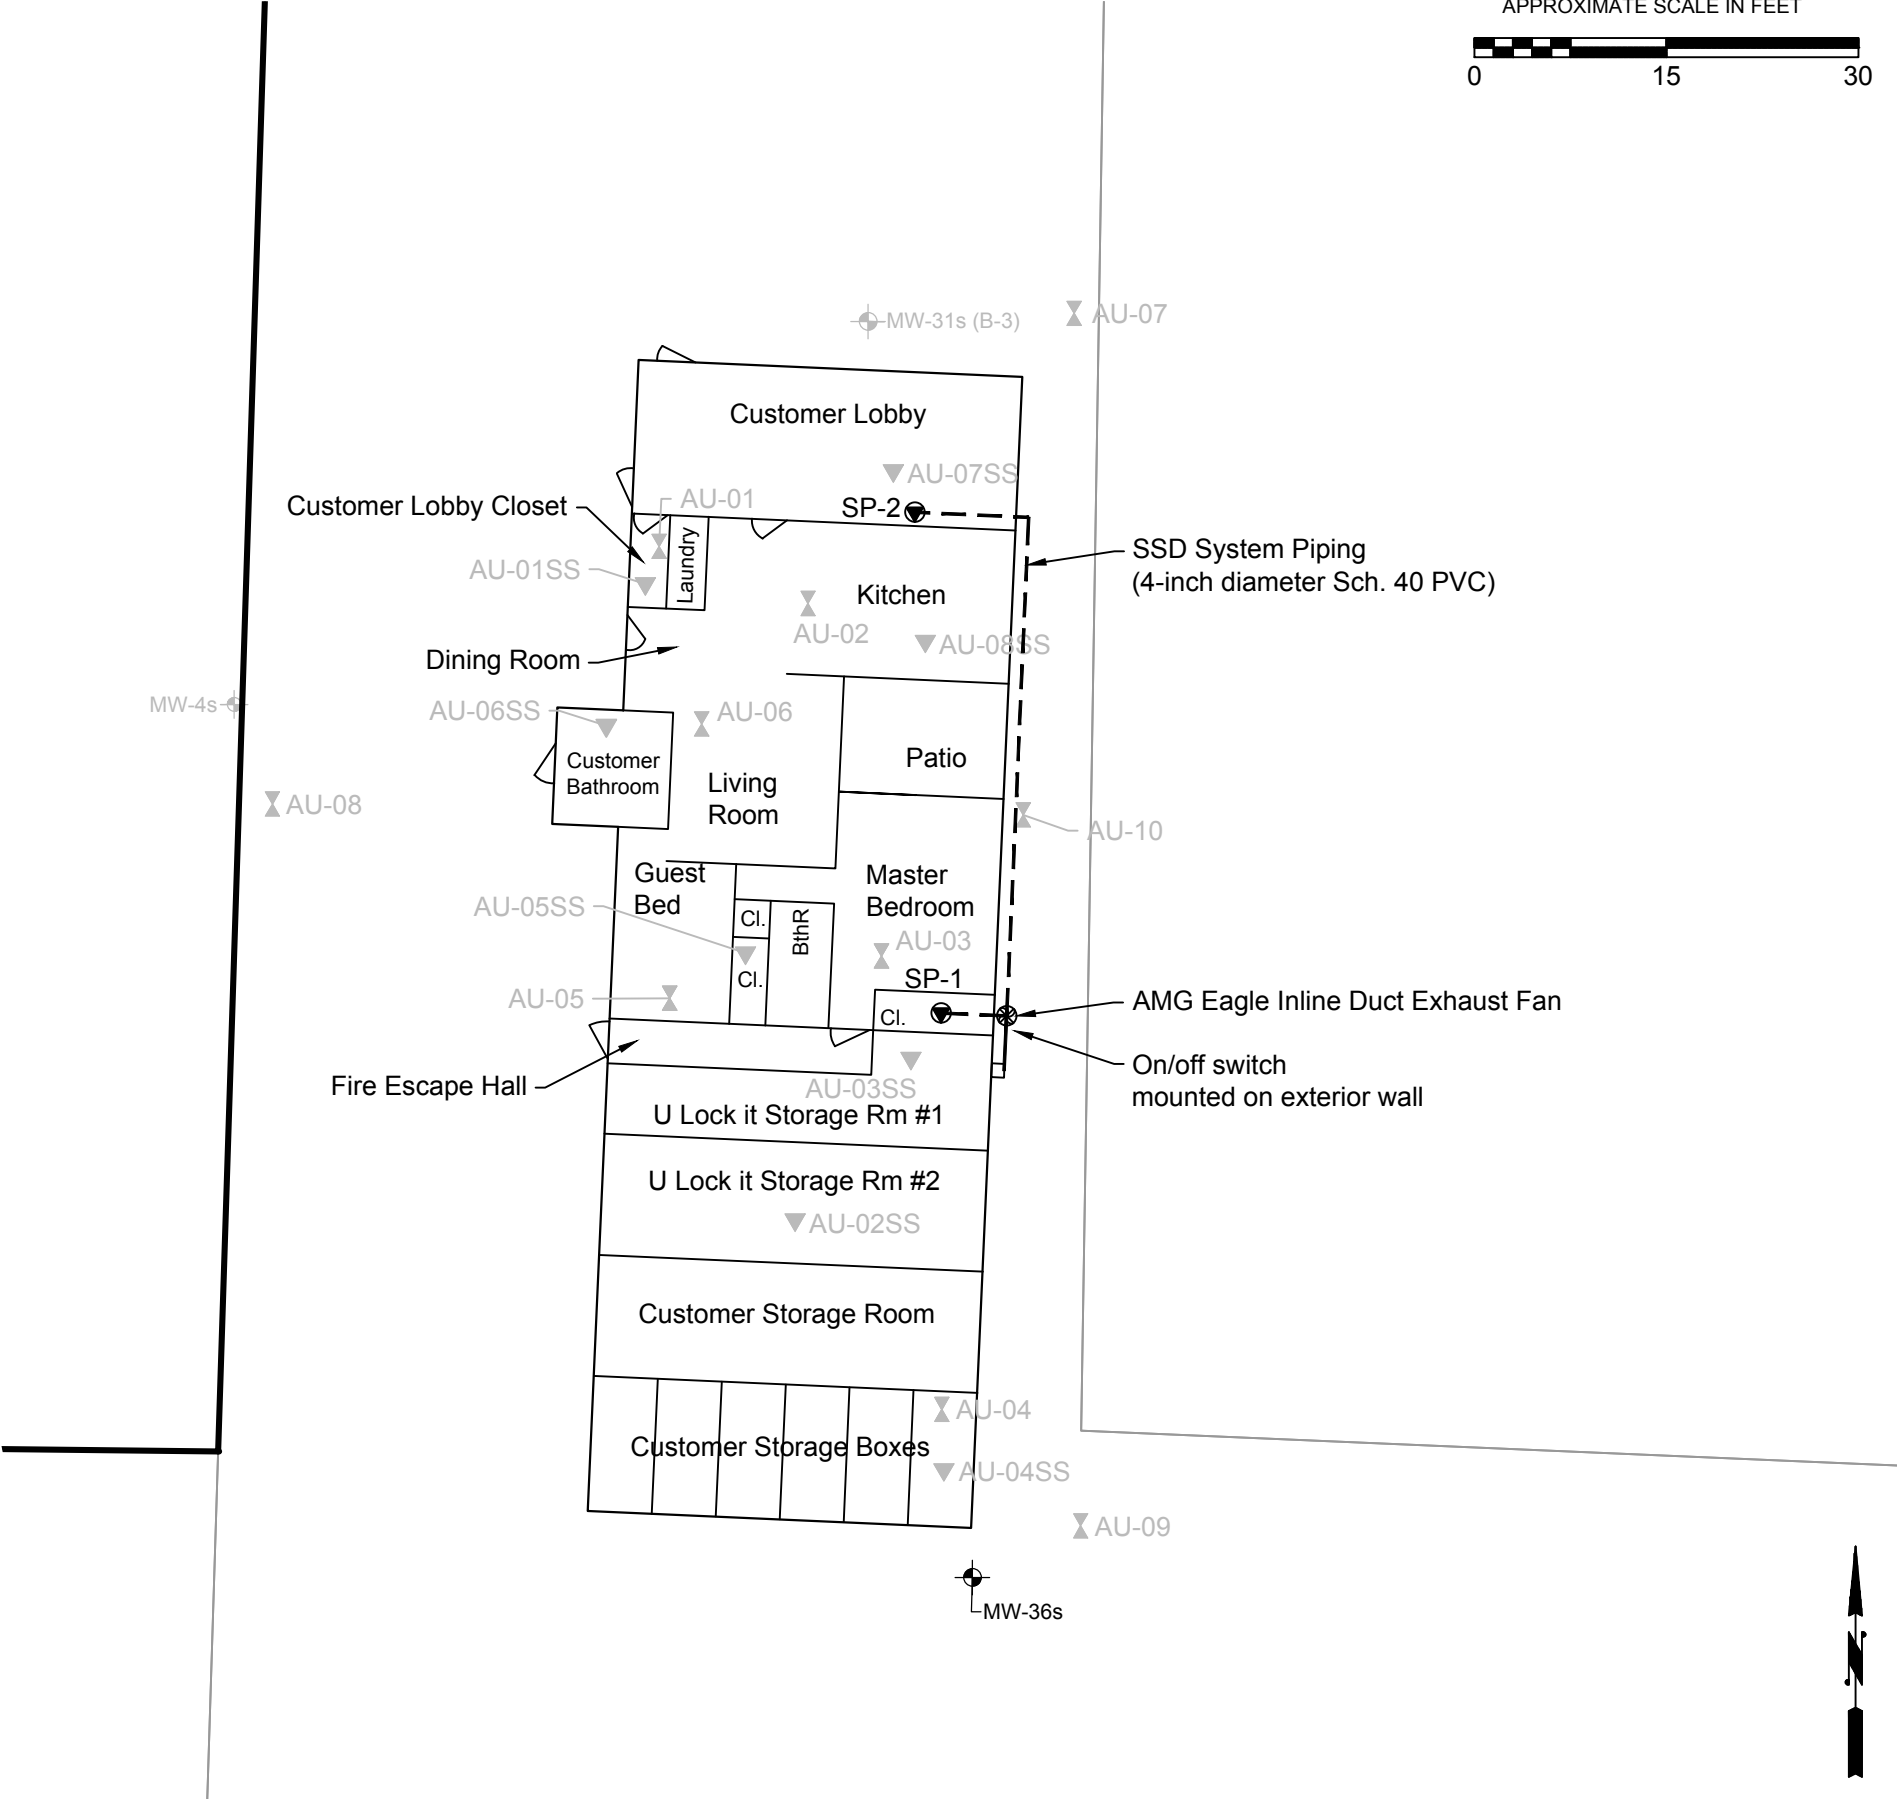 APPROXIMATE SCALE IN FEET
0 15 30
MW-31s (B-3)
AU-07
Customer Lobby
AU-07SS
AU-01
Customer Lobby Closet
SP-2
Laundry
SSD System Piping
(4-inch diameter Sch. 40 PVC)
AU-01SS
Kitchen
AU-02
AU-08SS
Dining Room
MW-4s
AU-06SS
AU-06
Customer
Bathroom
Patio
Living
Room
AU-08
AU-10
Guest
Bed
Master
Bedroom
AU-05SS
Cl.
BthR
AU-03
Cl.
SP-1
AU-05
Cl.
AMG Eagle Inline Duct Exhaust Fan
On/off switch
mounted on exterior wall
Fire Escape Hall
AU-03SS
U Lock it Storage Rm #1
U Lock it Storage Rm #2
AU-02SS
Customer Storage Room
AU-04
Customer Storage Boxes
AU-04SS
AU-09
MW-36s
N